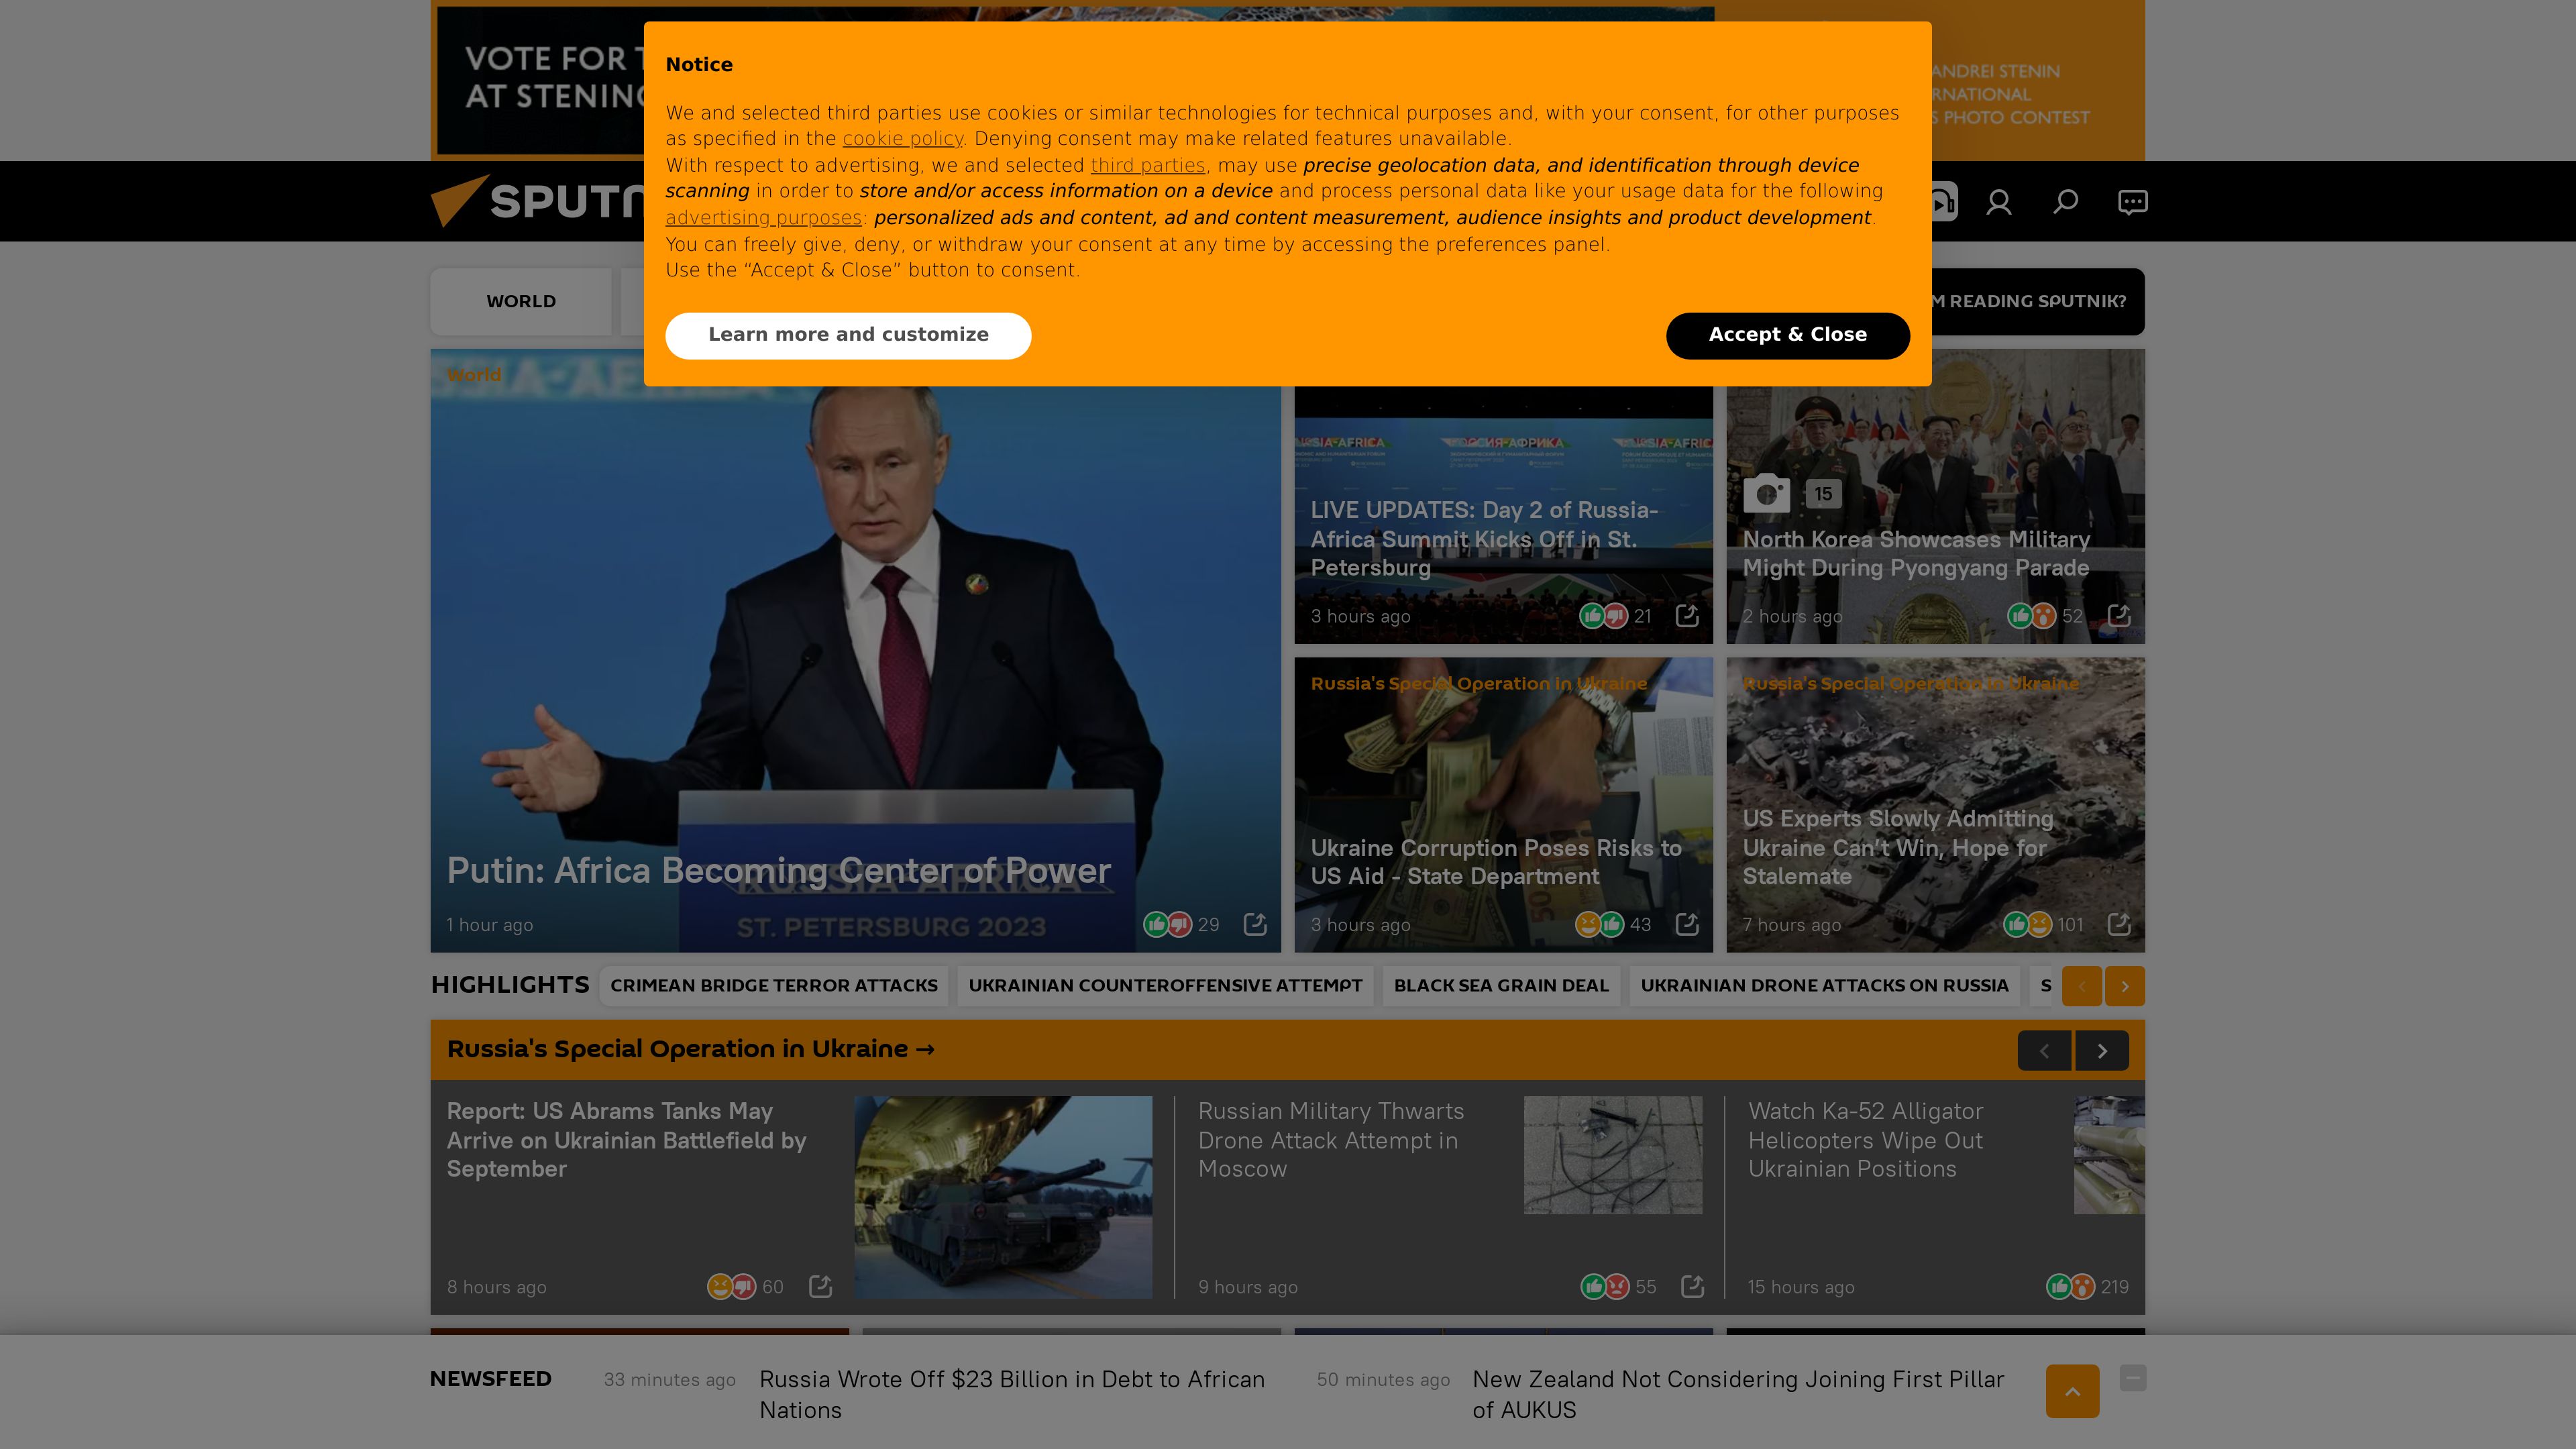 VOTE FOR
AT STENIN
ANDREI STENIN
RNATIONAL
S PHOTO CONTEST
Notice
We and selected third parties use cookies or similar technologies for technical purposes and, with your consent, for other purposes
as specified in the cookie policy. Denying consent may make related features unavailable.
With respect to advertising, we and selected third parties, may use precise geolocation data, and identification through device
scanning in order to store and/or access information on a device and process personal data like your usage data for the following
advertising purposes: personalized ads and content, ad and content measurement, audience insights and product development.
You can freely give, deny, or withdraw your consent at any time by accessing the preferences panel.
Use the “Accept & Close” button to consent.
Learn more and customize
Accept & Close
SPUTN
WORLD
M READING SPUTNIK?
World
Putin: Africa Becoming Center of Power
RUSSIA-AFRICA
ST. PETERSBURG 2023
1 hour ago
29
SSIA-AFRICA
РОССИЯ-АФРИКА
LIVE UPDATES: Day 2 of Russia-
Africa Summit Kicks Off in St.
Petersburg
3 hours ago
21
15
North Korea Showcases Military
Might During Pyongyang Parade
2 hours ago
52
Russia's Special Operation in Ukraine
Ukraine Corruption Poses Risks to
US Aid - State Department
3 hours ago
43
Russia's Special Operation in Ukraine
US Experts Slowly Admitting
Ukraine Can’t Win, Hope for
Stalemate
7 hours ago
101
HIGHLIGHTS
CRIMEAN BRIDGE TERROR ATTACKS
UKRAINIAN COUNTEROFFENSIVE ATTEMPT
BLACK SEA GRAIN DEAL
UKRAINIAN DRONE ATTACKS ON RUSSIA
S
Russia's Special Operation in Ukraine →
Report: US Abrams Tanks May
Arrive on Ukrainian Battlefield by
September
8 hours ago
60
Russian Military Thwarts
Drone Attack Attempt in
Moscow
9 hours ago
55
Watch Ka-52 Alligator
Helicopters Wipe Out
Ukrainian Positions
15 hours ago
219
NEWSFEED
33 minutes ago
Russia Wrote Off $23 Billion in Debt to African
Nations
50 minutes ago
New Zealand Not Considering Joining First Pillar
of AUKUS